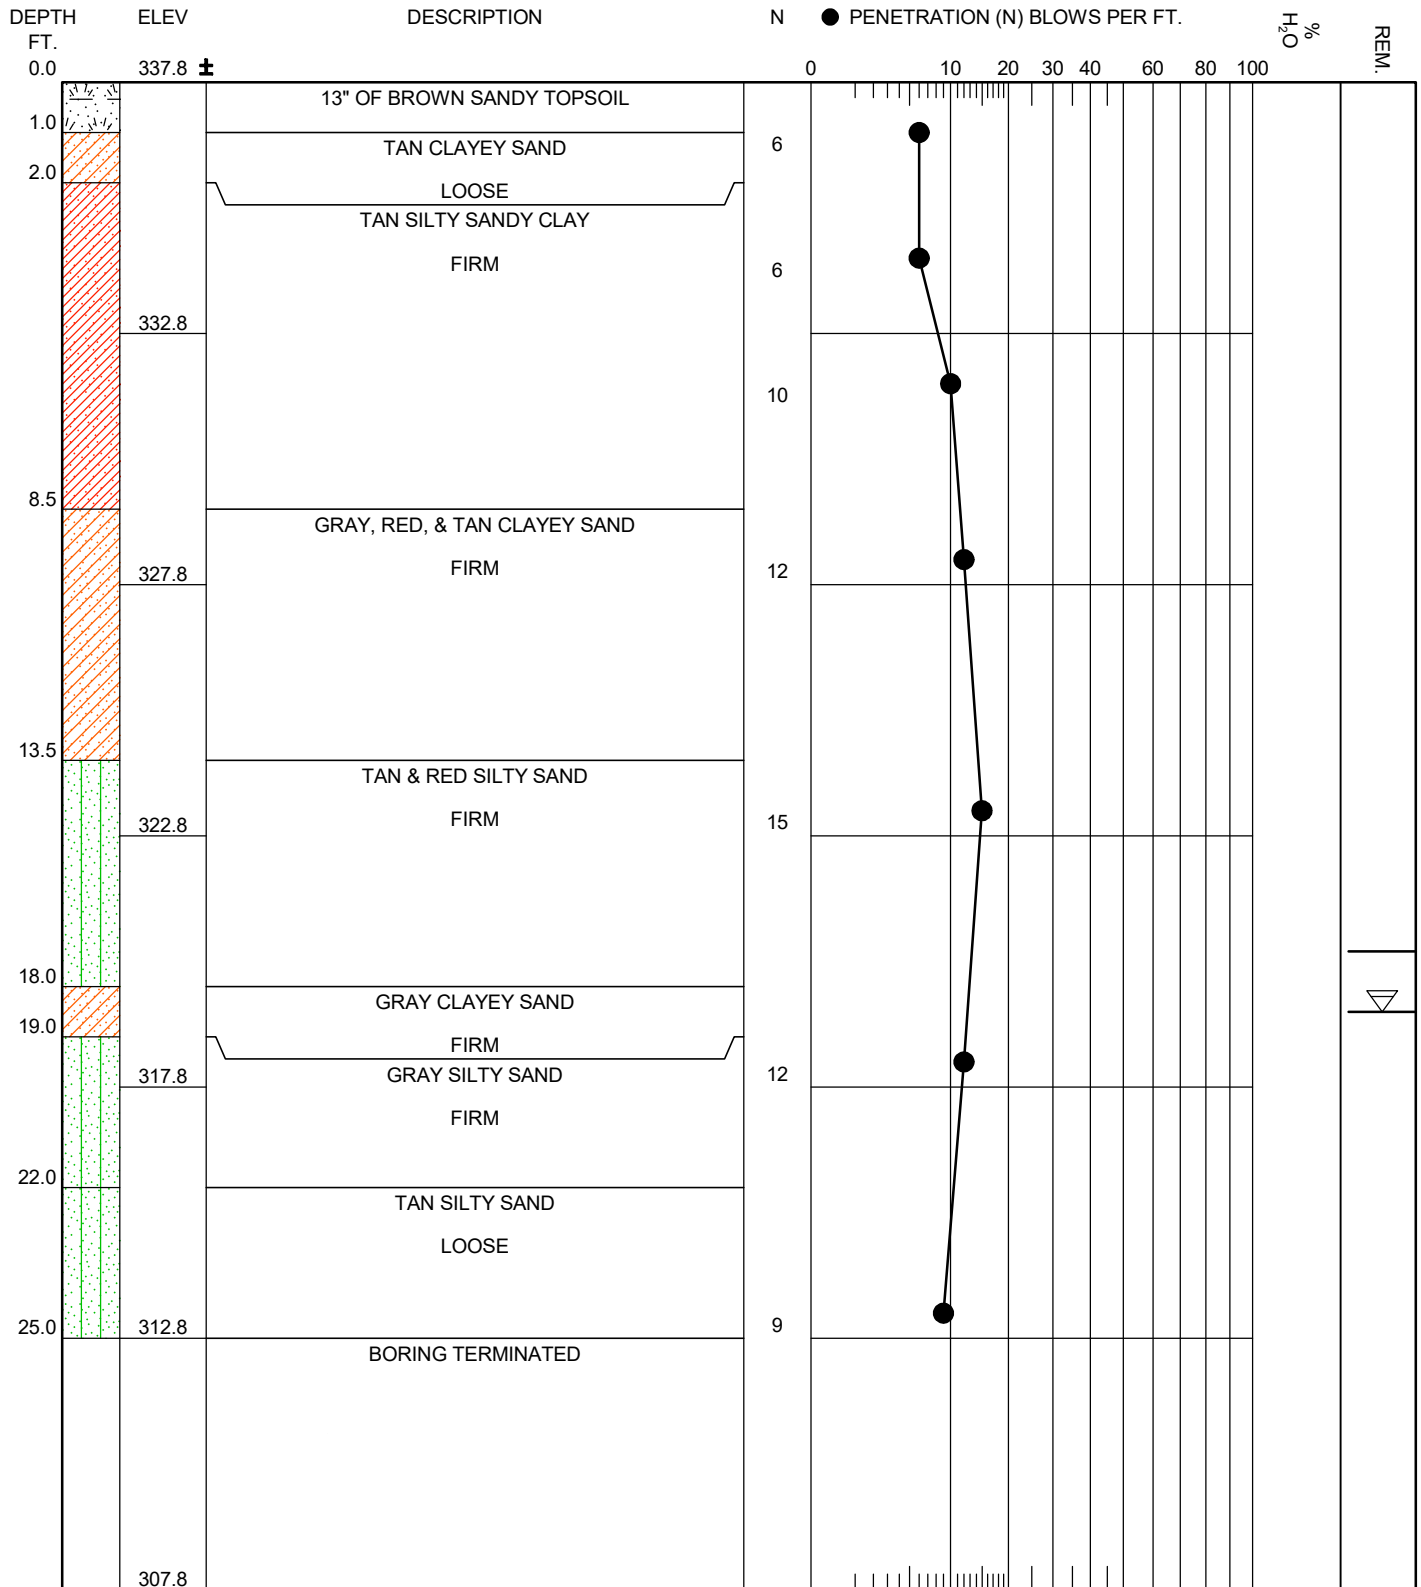 DEPTH ELEV DESCRIPTION N ● PENETRATION (N) BLOWS PER FT. % H₂O REM.
FT.
0.0 337.8 ± 0 10 20 30 40 60 80 100
13" OF BROWN SANDY TOPSOIL
1.0
6
TAN CLAYEY SAND
2.0
LOOSE
TAN SILTY SANDY CLAY
FIRM
6
332.8
10
8.5
GRAY, RED, & TAN CLAYEY SAND
FIRM
327.8 12
13.5
TAN & RED SILTY SAND
FIRM
322.8 15
18.0
GRAY CLAYEY SAND
19.0
FIRM
GRAY SILTY SAND
317.8 12
FIRM
22.0
TAN SILTY SAND
LOOSE
25.0 312.8 9
BORING TERMINATED
307.8